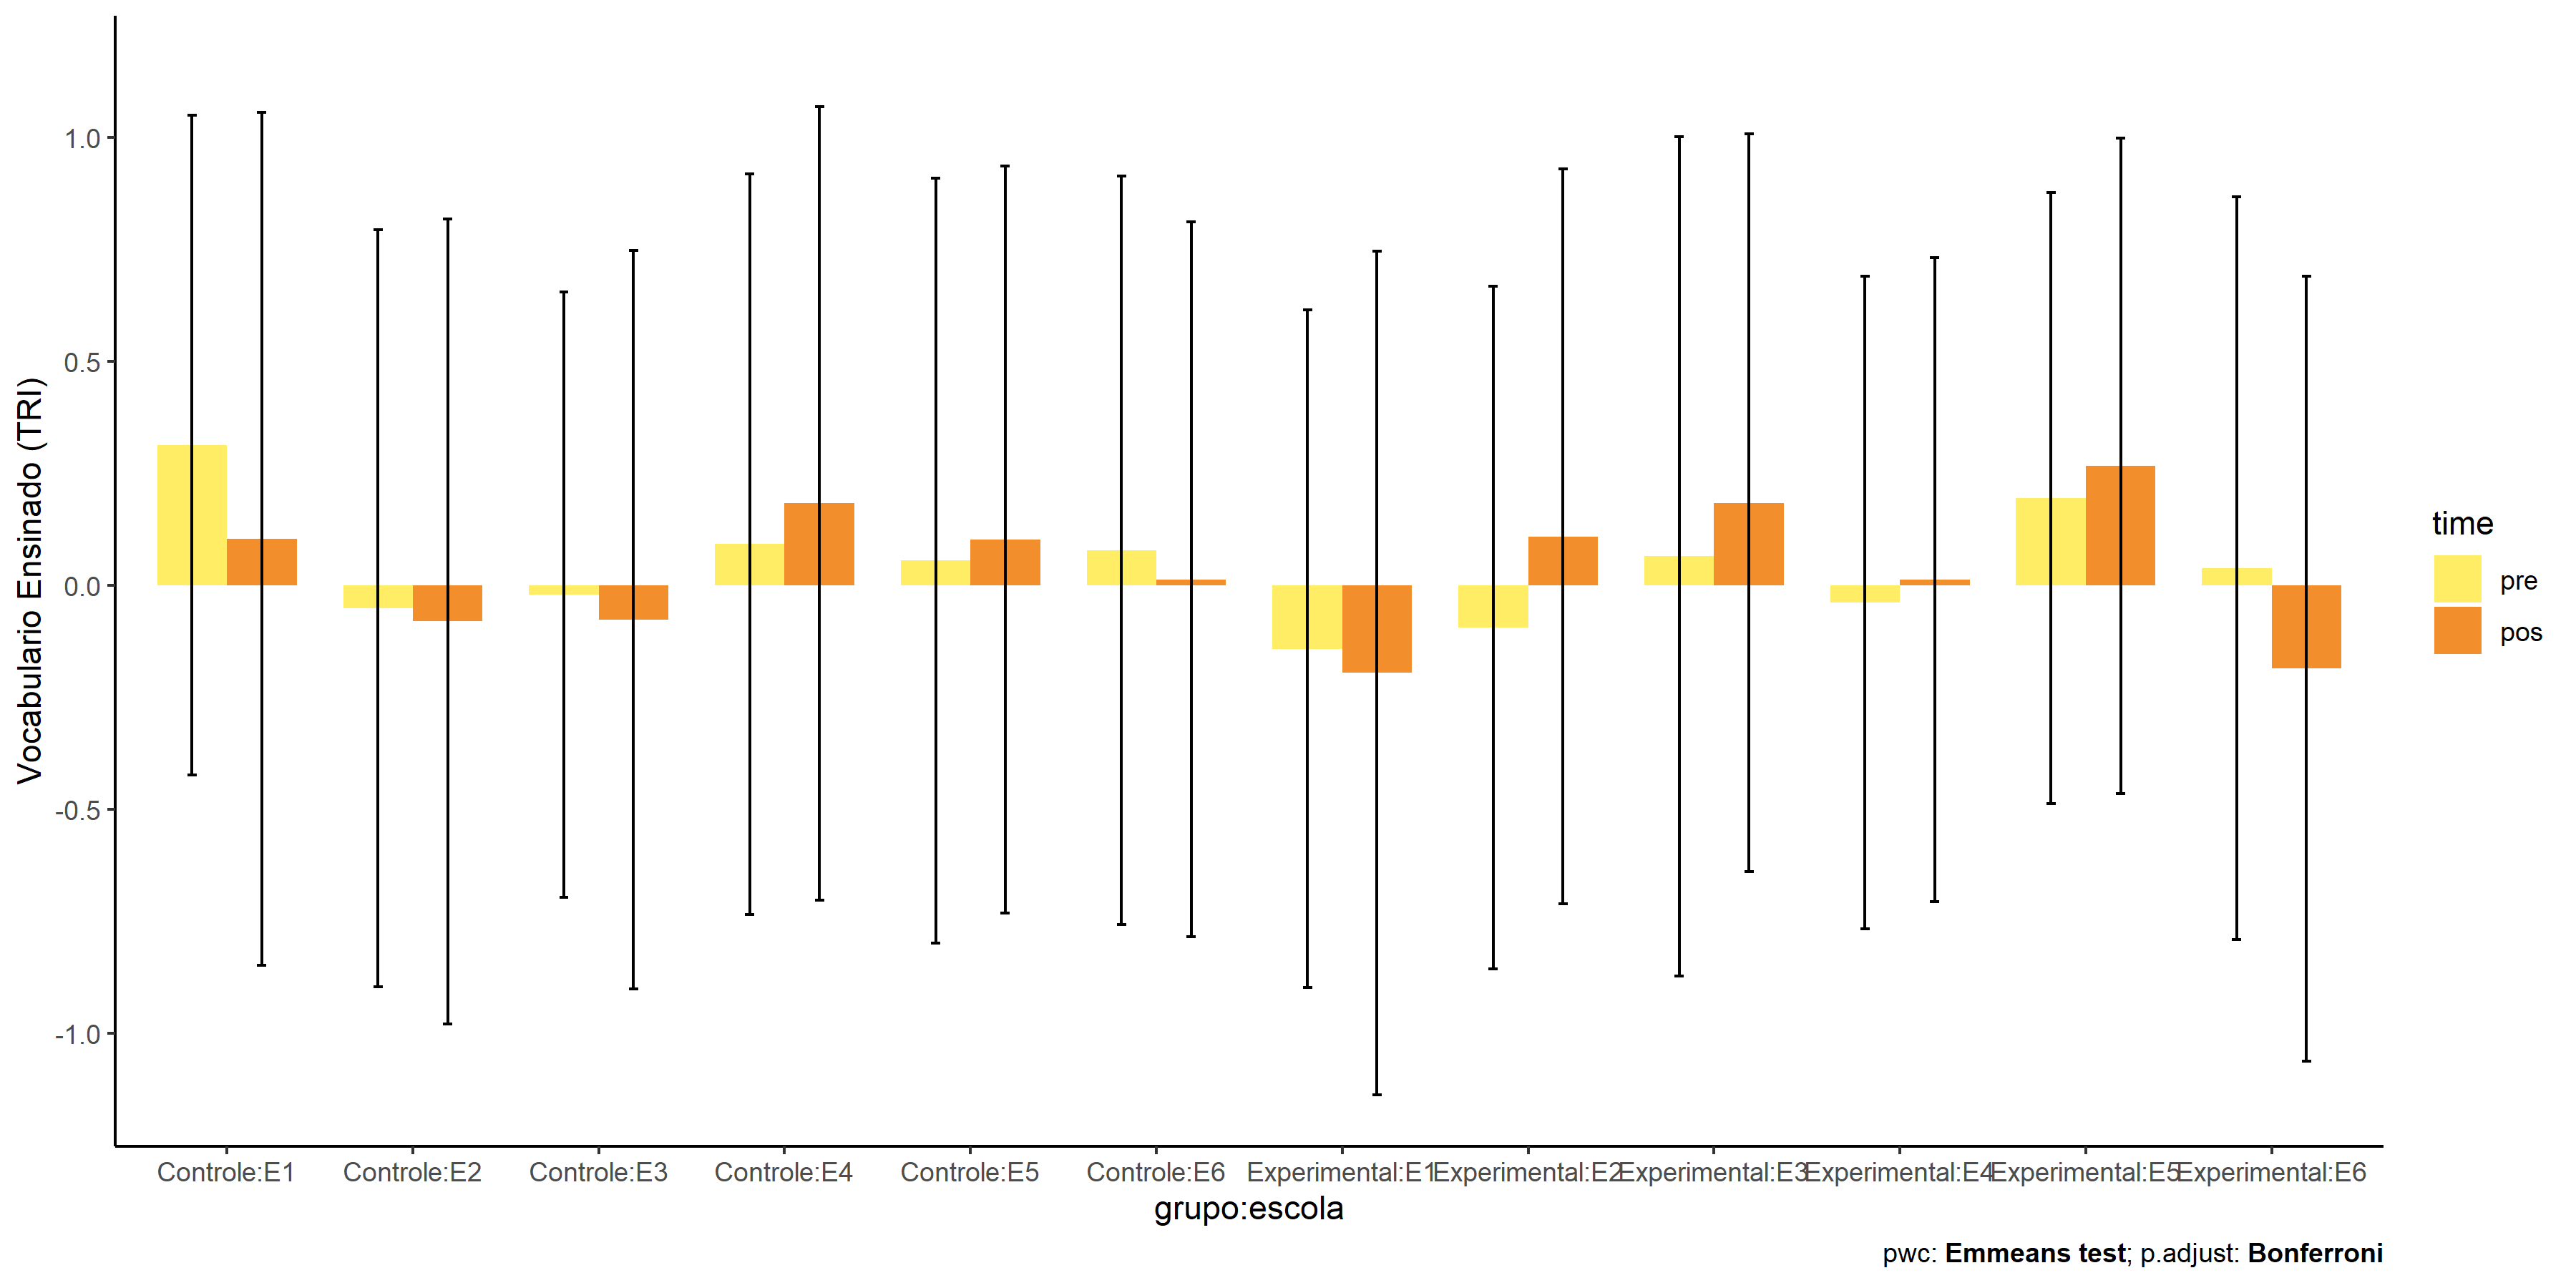 Vocabulario Ensinado (TRI)
1.0
0.5
0.0
-0.5
-1.0
Controle:E1 Controle:E2 Controle:E3 Controle:E4 Controle:E5 Controle:E6 Experimental:E1 Experimental:E2 Experimental:E3 Experimental:E4 Experimental:E5 Experimental:E6
grupo:escola
time
pre
pos
pwc: Emmeans test; p.adjust: Bonferroni